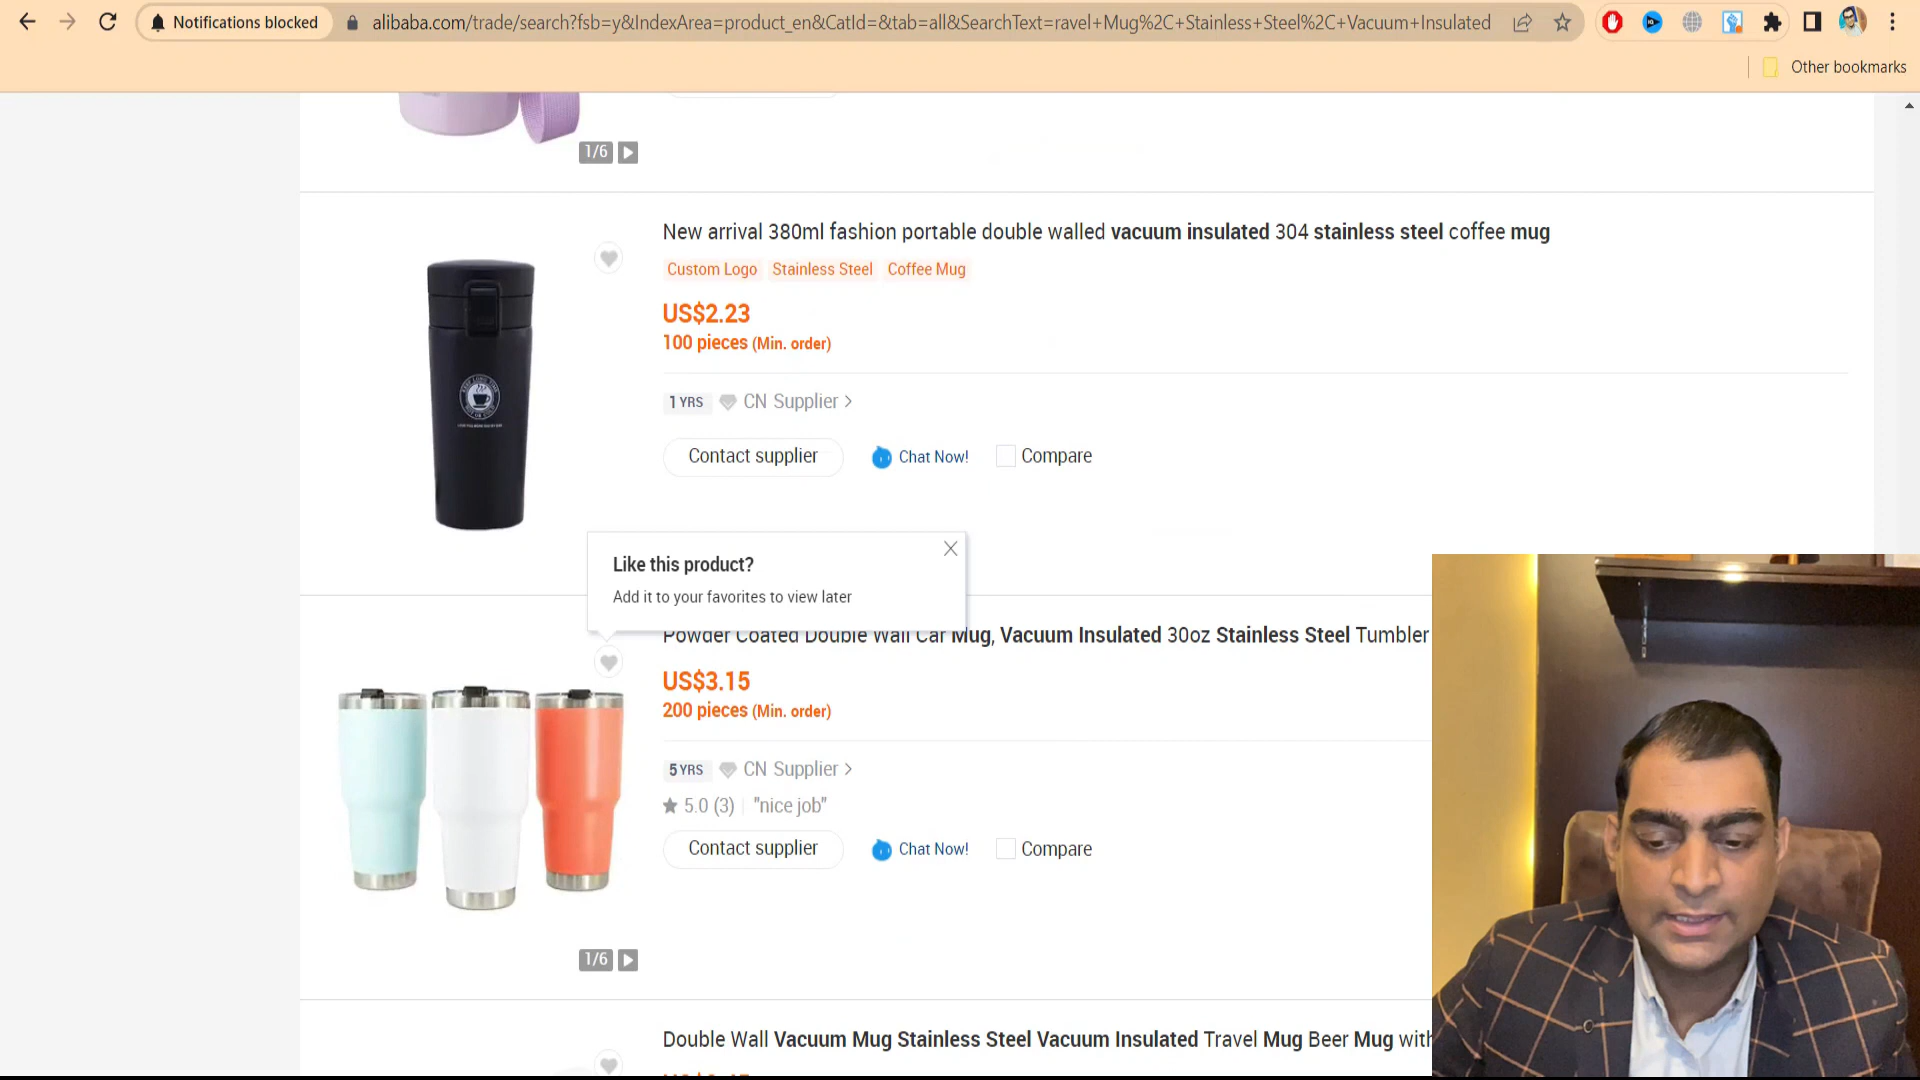 Notifications blocked
alibaba.com/trade/search?fsb=y&IndexArea=product_en&CatId=&tab=all&SearchText=ravel+Mug%2C+Stainless+Steel%2C+Vacuum+Insulated
Other bookmarks
1/6
New arrival 380ml fashion portable double walled vacuum insulated 304 stainless steel coffee mug
Custom Logo Stainless Steel Coffee Mug
US$2.23
100 pieces (Min. order)
1 YRS CN Supplier >
Contact supplier Chat Now! Compare
Like this product?
Add it to your favorites to view later
Powder Coated Double Wall Car Mug, Vacuum Insulated 30oz Stainless Steel Tumbler
US$3.15
200 pieces (Min. order)
5 YRS CN Supplier >
5.0 (3) "nice job"
Contact supplier Chat Now! Compare
1/6
Double Wall Vacuum Mug Stainless Steel Vacuum Insulated Travel Mug Beer Mug with